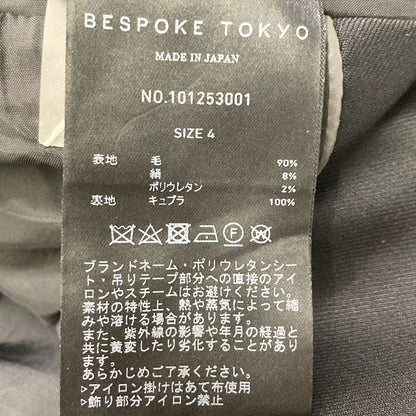 BESPOKE TOKYO
MADE IN JAPAN
NO.101253001
SIZE 4
表地 毛 90%
絹 8%
ポリウレタン 2%
裏地 キュプラ 100%
ブランドネーム・ポリウレタンシー
ト・吊りテープ部分への直接のアイ
ロンやスチームはお避けください。
素材の特性上、熱や蒸気によって縮
みや溶ける場合があります。
また、紫外線の影響や年月の経過と
共に黄変したり劣化することがあり
ます。
あらかじめご了承ください。
▷アイロン掛けはあて布使用
▷飾り部分にアイロン不可